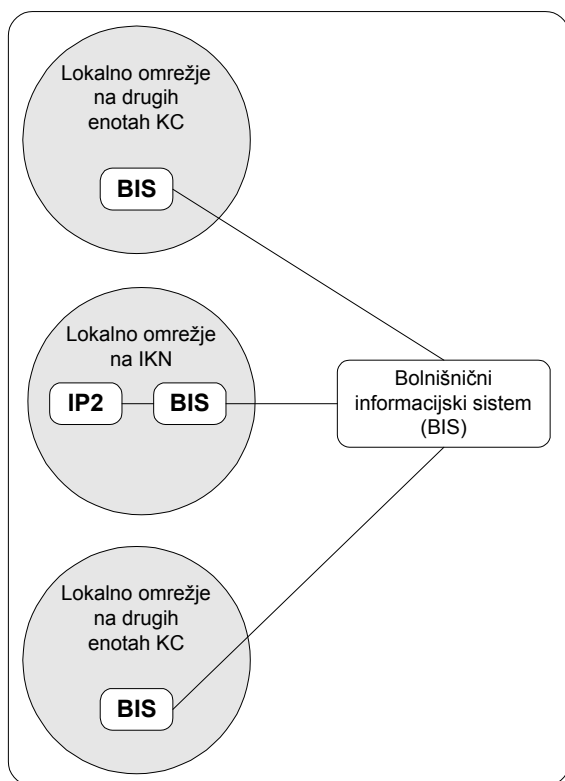 Lokalno omrežje
na drugih
enotah KC
BIS
Lokalno omrežje
na IKN
IP2
BIS
Bolnišnični
informacijski sistem
(BIS)
Lokalno omrežje
na drugih
enotah KC
BIS